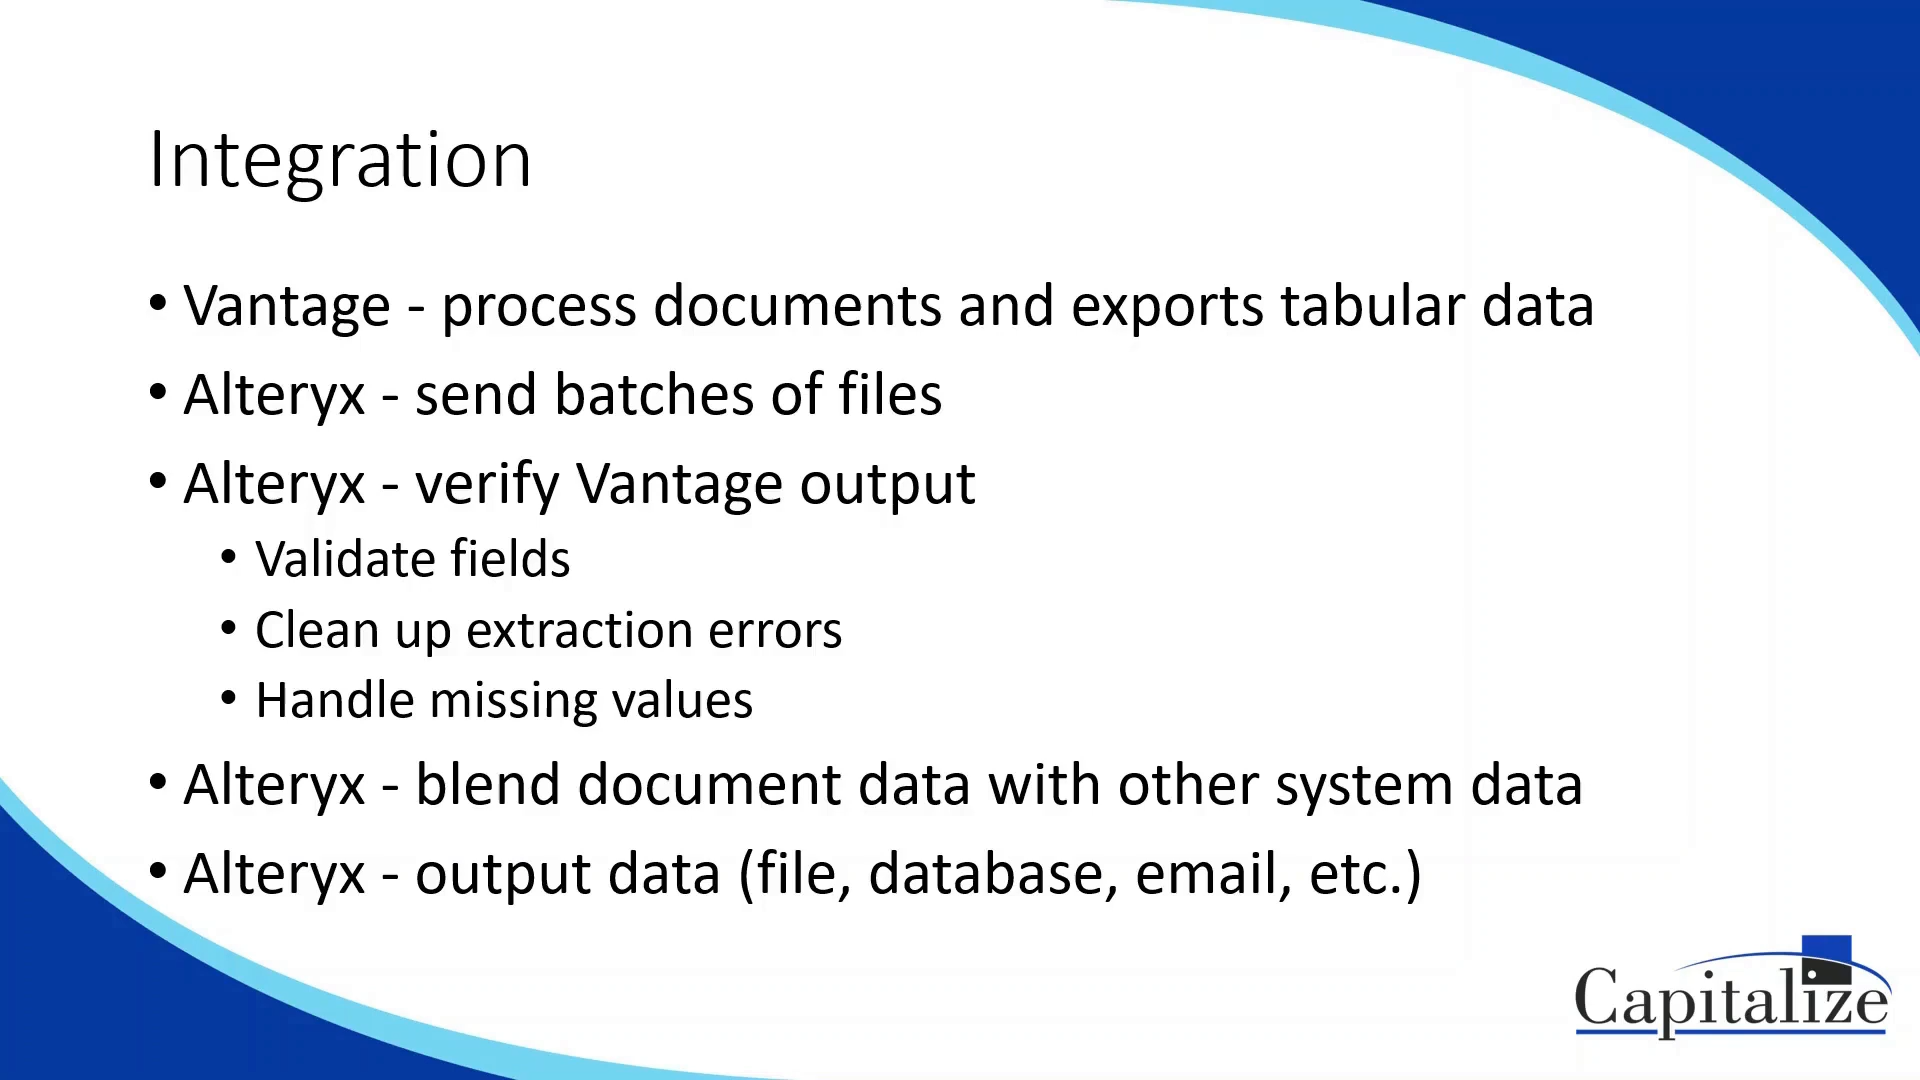 Integration
• Vantage - process documents and exports tabular data
• Alteryx - send batches of files
• Alteryx - verify Vantage output
• Validate fields
• Clean up extraction errors
• Handle missing values
• Alteryx - blend document data with other system data
• Alteryx - output data (file, database, email, etc.)
Capitalize